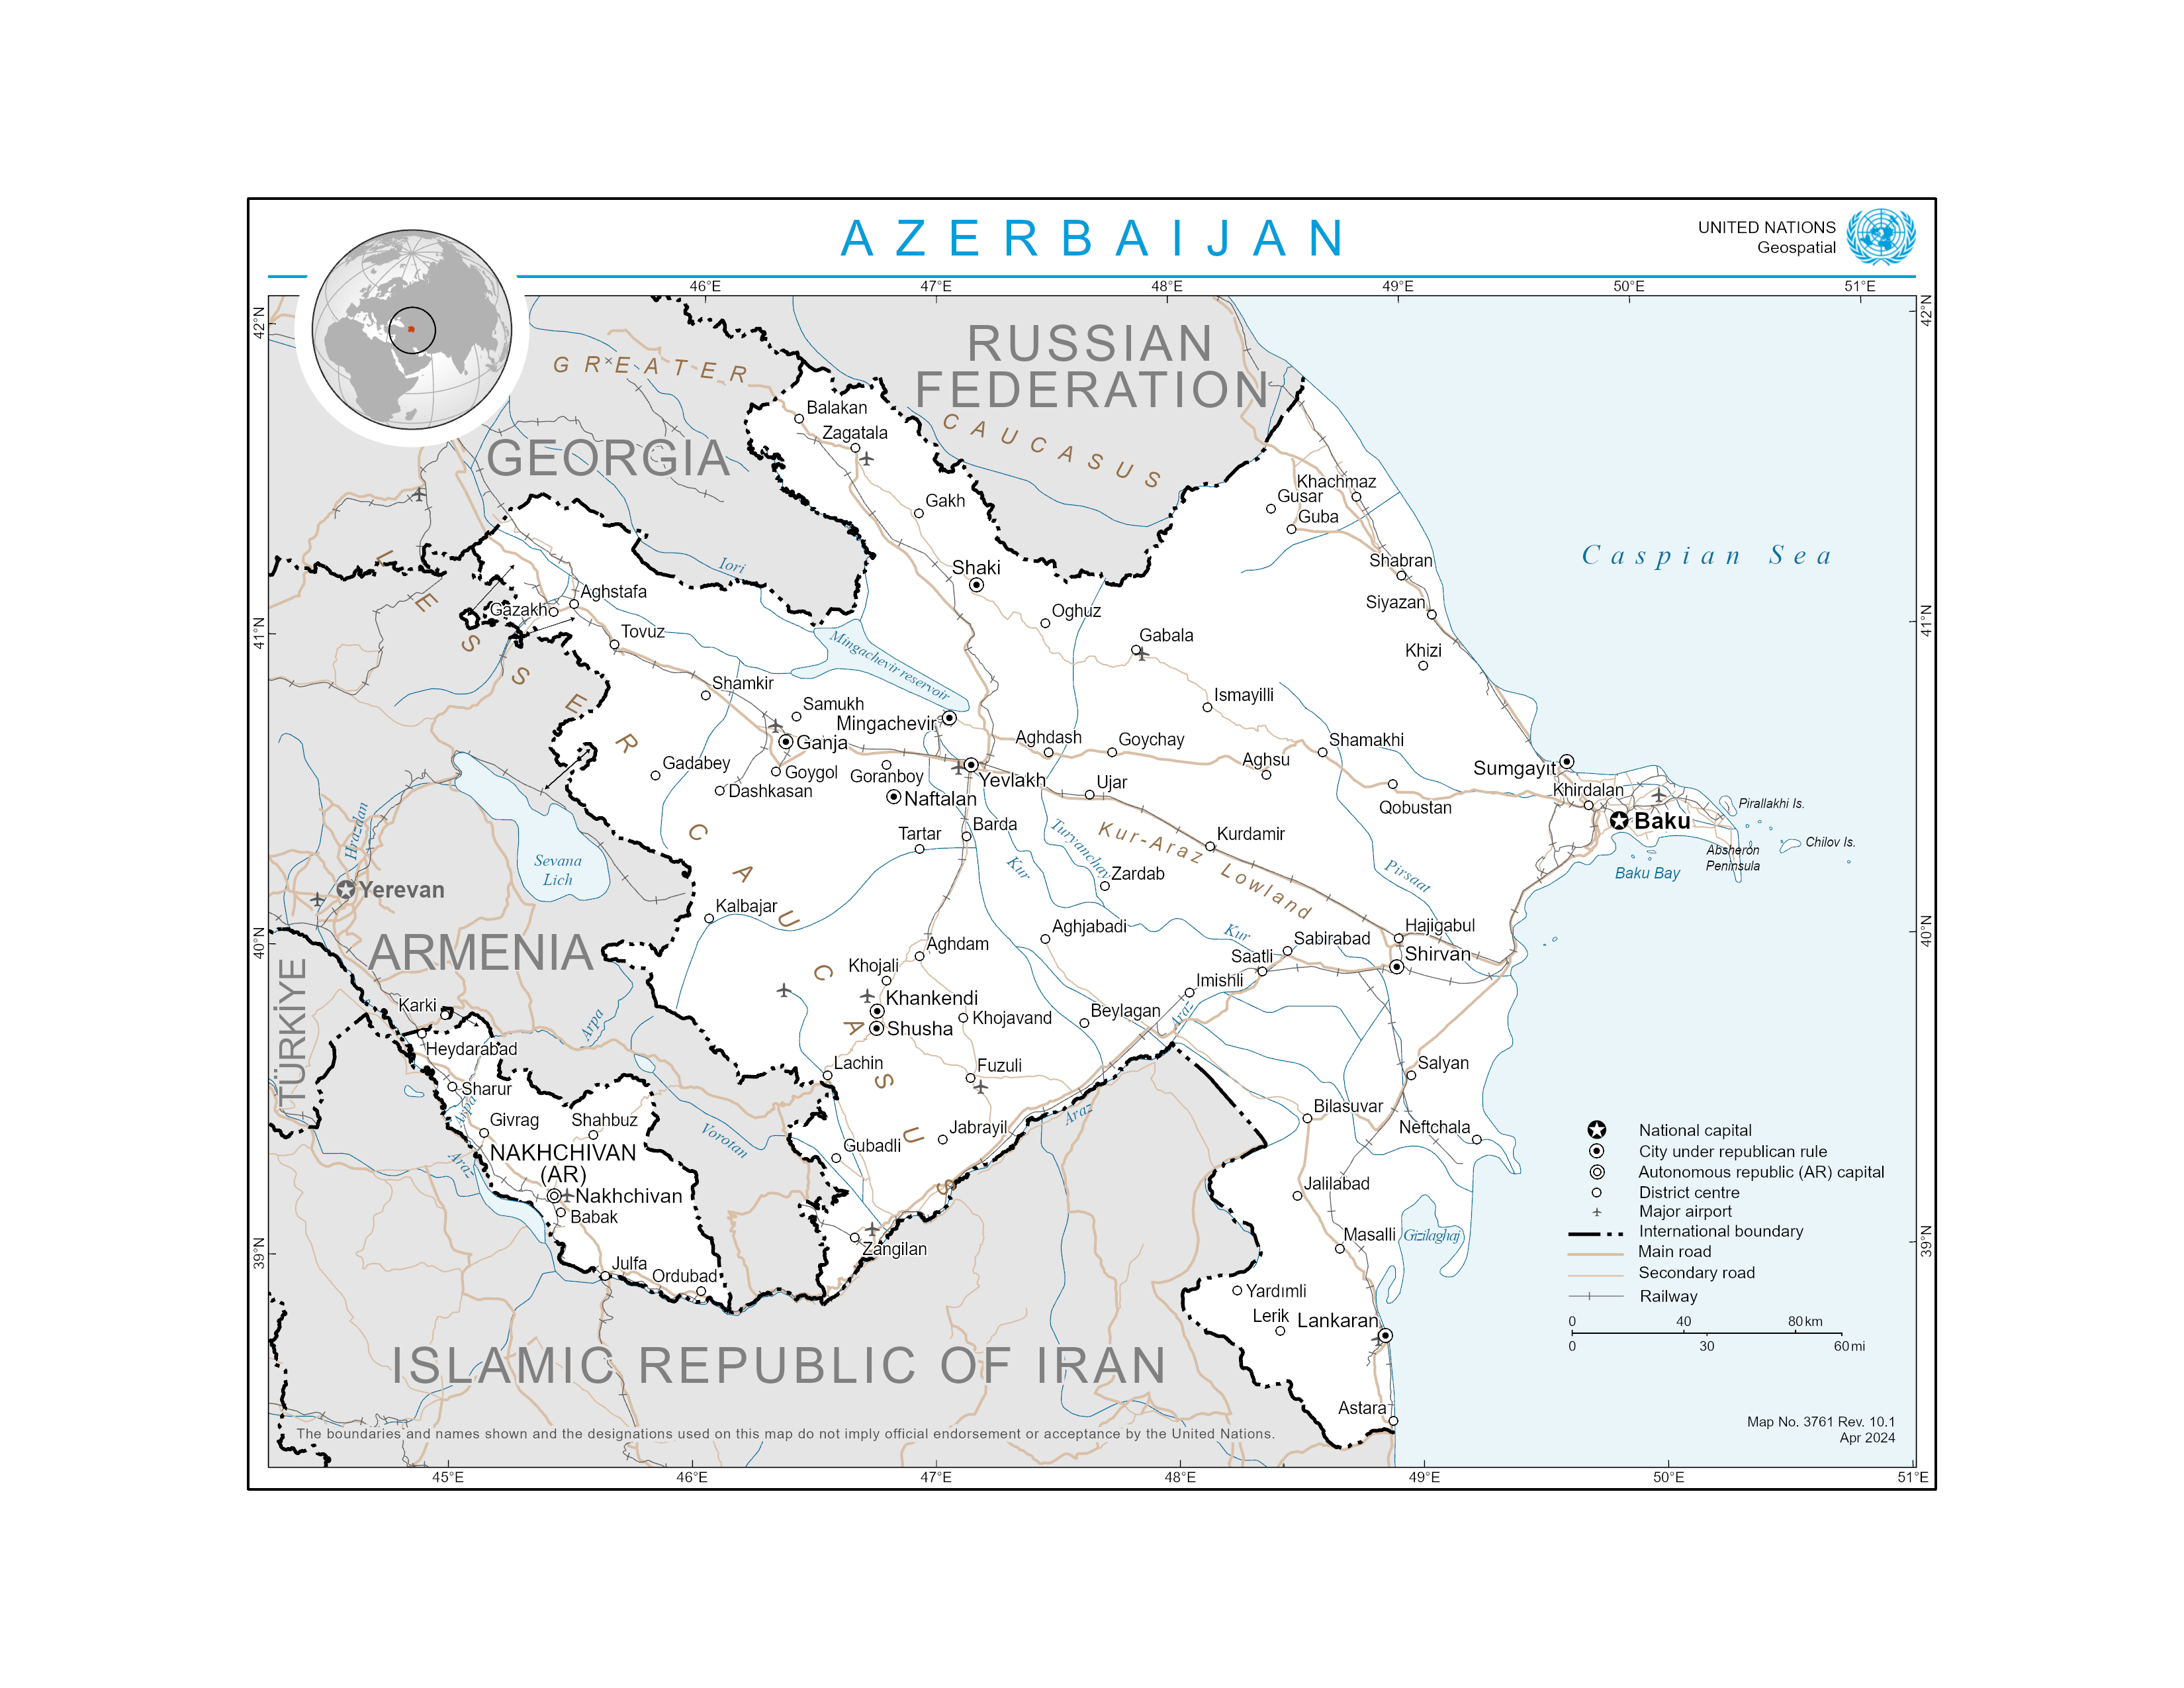 AZERBAIJAN
UNITED NATIONS
Geospatial
46°E
47°E
48°E
49°E
50°E
51°E
42°N
42°N
RUSSIAN
FEDERATION
GREATER
CAUCASUS
Balakan
Zagatala
GEORGIA
Khachmaz
Gusar
Guba
Gakh
Caspian Sea
Shabran
Iori
Shaki
Aghstafa
Gazakh
Siyazan
Oghuz
41°N
41°N
Tovuz
Mingachevir reservoir
Gabala
Khizi
LESSER
CAUCASUS
Shamkir
Ismayilli
Samukh
Mingachevir
Ganja
Aghdash
Goychay
Shamakhi
Gadabey
Goygol
Goranboy
Yevlakh
Aghsu
Sumgayit
Dashkasan
Naftalan
Ujar
Qobustan
Khirdalan
Pirallakhi Is.
Baku
Hrazdan
Tartar
Barda
Turyanchay
Kur-Araz Lowland
Kurdamir
Chilov Is.
Absheron
Peninsula
Sevana
Lich
Kur
Zardab
Pirsaat
Baku Bay
Yerevan
Kalbajar
Aghjabadi
Kur
Hajigabul
40°N
40°N
ARMENIA
Aghdam
Sabirabad
Shirvan
Khojali
Saatli
Imishli
TÜRKİYE
Karki
Khankendi
Shusha
Khojavand
Beylagan
Araz
Arpa
Heydarabad
Lachin
Fuzuli
Salyan
Sharur
Arpa
Araz
Bilasuvar
Givrag
Shahbuz
Vorotan
Jabrayil
Neftchala
NAKHCHIVAN
(AR)
Araz
Gubadli
Nakhchivan
Babak
Jalilabad
Masalli
Gizilaghaj
39°N
39°N
Zangilan
Julfa
Ordubad
Yardımli
Lerik
Lankaran
ISLAMIC REPUBLIC OF IRAN
Astara
National capital
City under republican rule
Autonomous republic (AR) capital
District centre
Major airport
International boundary
Main road
Secondary road
Railway
0 40 80 km
0 30 60 mi
The boundaries and names shown and the designations used on this map do not imply official endorsement or acceptance by the United Nations.
Map No. 3761 Rev. 10.1
Apr 2024
45°E
46°E
47°E
48°E
49°E
50°E
51°E